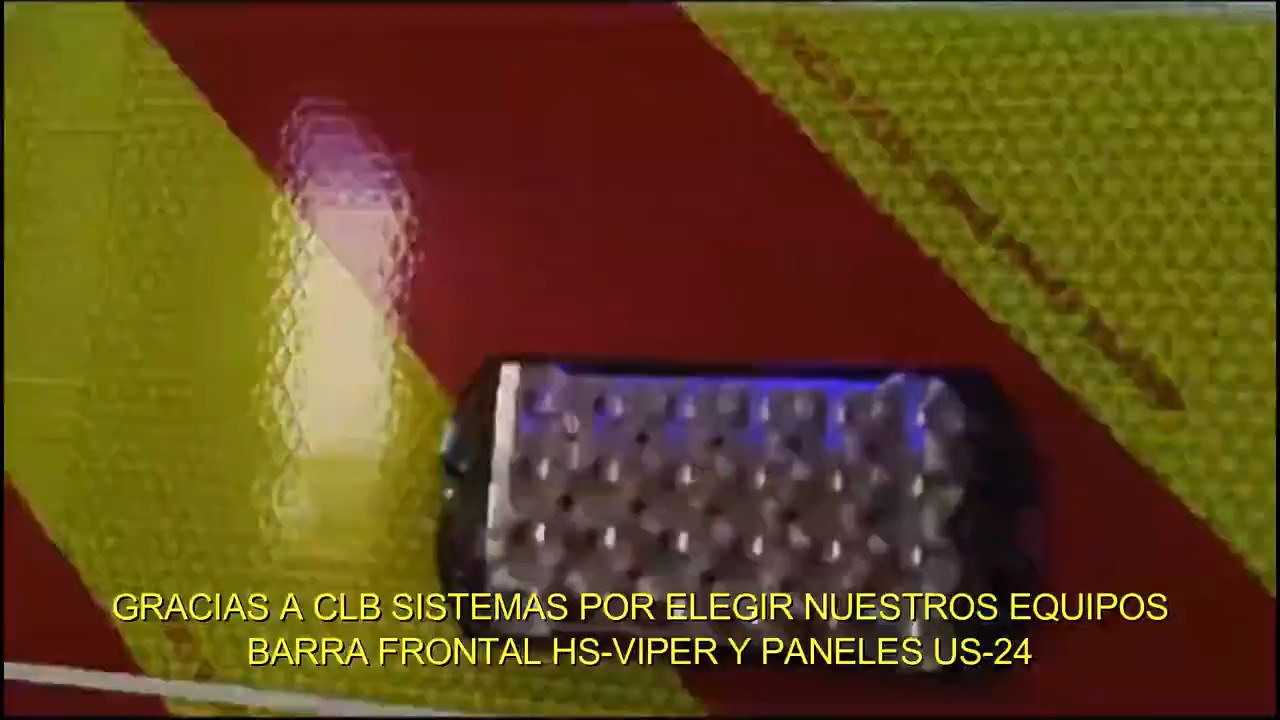 GRACIAS A CLB SISTEMAS POR ELEGIR NUESTROS EQUIPOS
BARRA FRONTAL HS-VIPER Y PANELES US-24